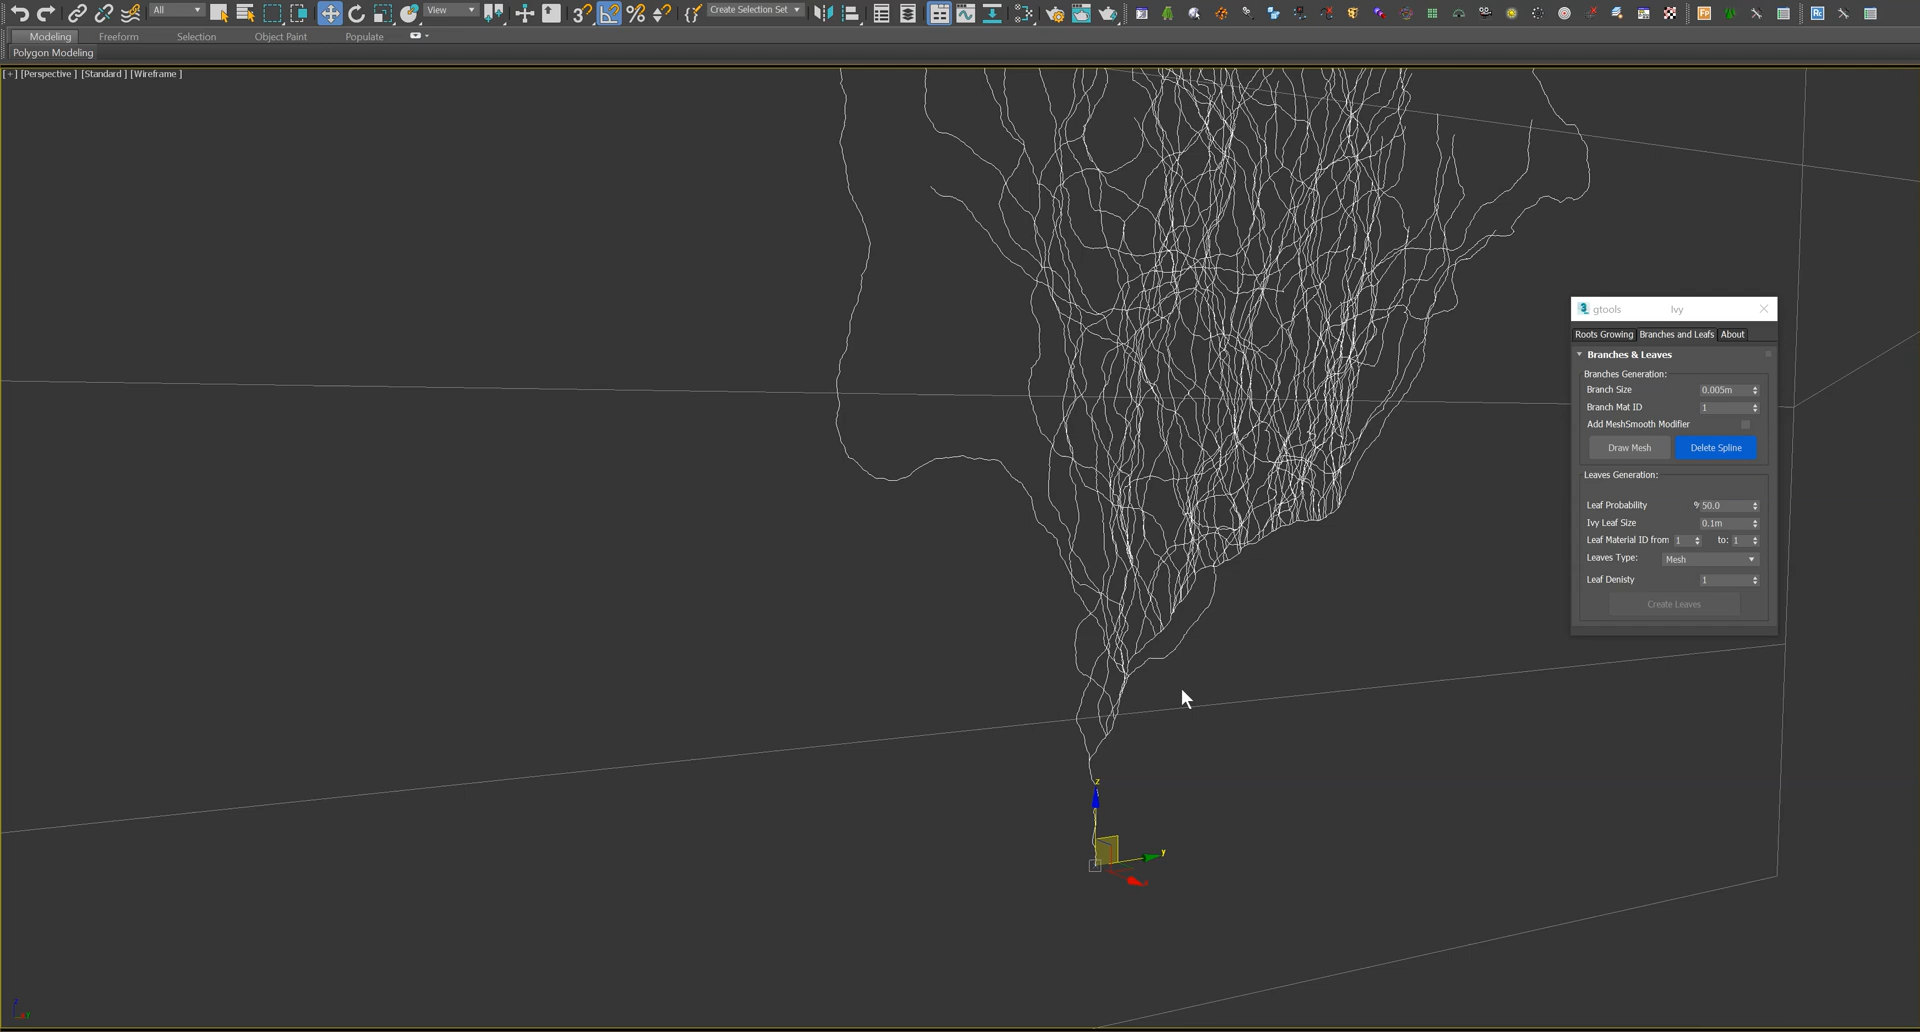 All
View
Create Selection Set
Modeling Freeform Selection Object Paint Populate
Polygon Modeling
[+] [Perspective ] [Standard ] [Wireframe ]
gtools Ivy
Roots Growing Branches and Leafs About
Branches & Leaves
Branches Generation:
Branch Size 0.005m
Branch Mat ID 1
Add MeshSmooth Modifier
Draw Mesh Delete Spline
Leaves Generation:
Leaf Probability % 50.0
Ivy Leaf Size 0.1m
Leaf Material ID from 1 to: 1
Leaves Type: Mesh
Leaf Denisty 1
Create Leaves
z
y
z